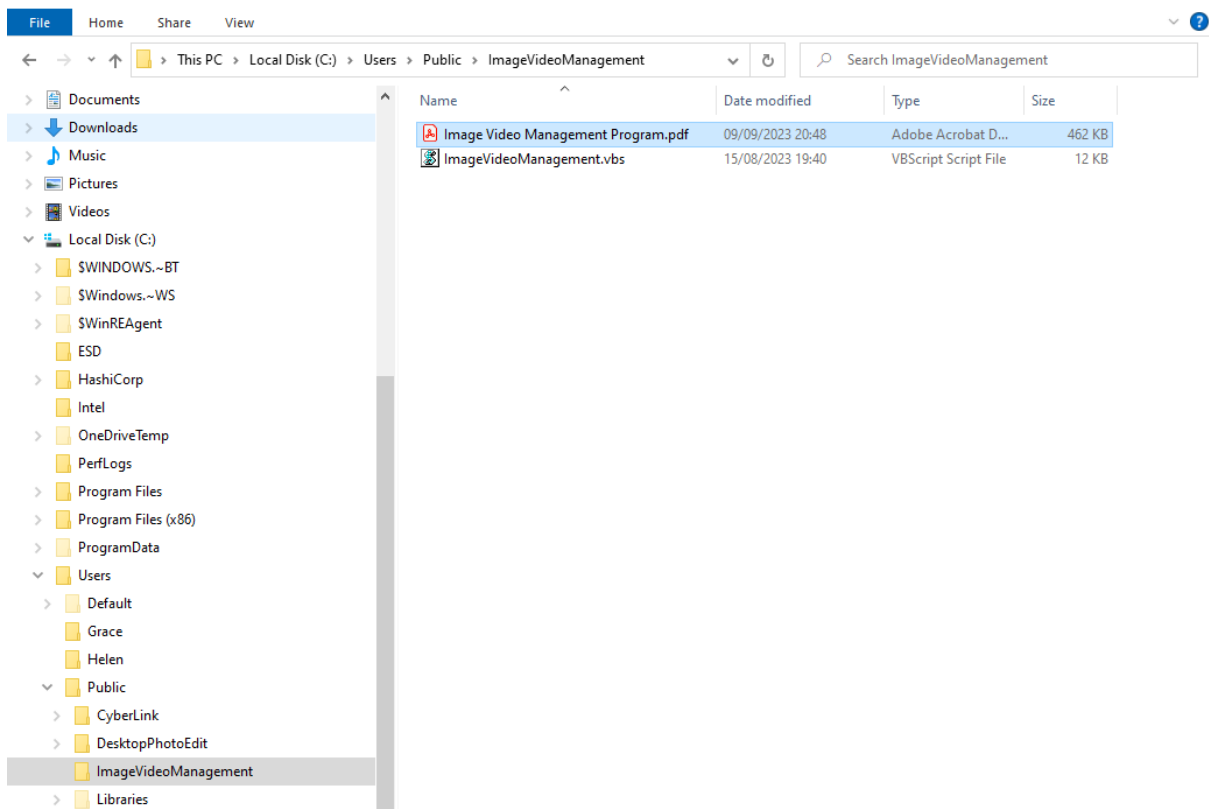 File Home Share View
This PC > Local Disk (C:) > Users > Public > ImageVideoManagement
Search ImageVideoManagement
Documents
Downloads
Music
Pictures
Videos
Local Disk (C:)
$WINDOWS.~BT
$Windows.~WS
$WinREAgent
ESD
HashiCorp
Intel
OneDriveTemp
PerfLogs
Program Files
Program Files (x86)
ProgramData
Users
Default
Grace
Helen
Public
CyberLink
DesktopPhotoEdit
ImageVideoManagement
Libraries
Name Date modified Type Size
Image Video Management Program.pdf 09/09/2023 20:48 Adobe Acrobat D... 462 KB
ImageVideoManagement.vbs 15/08/2023 19:40 VBScript Script File 12 KB